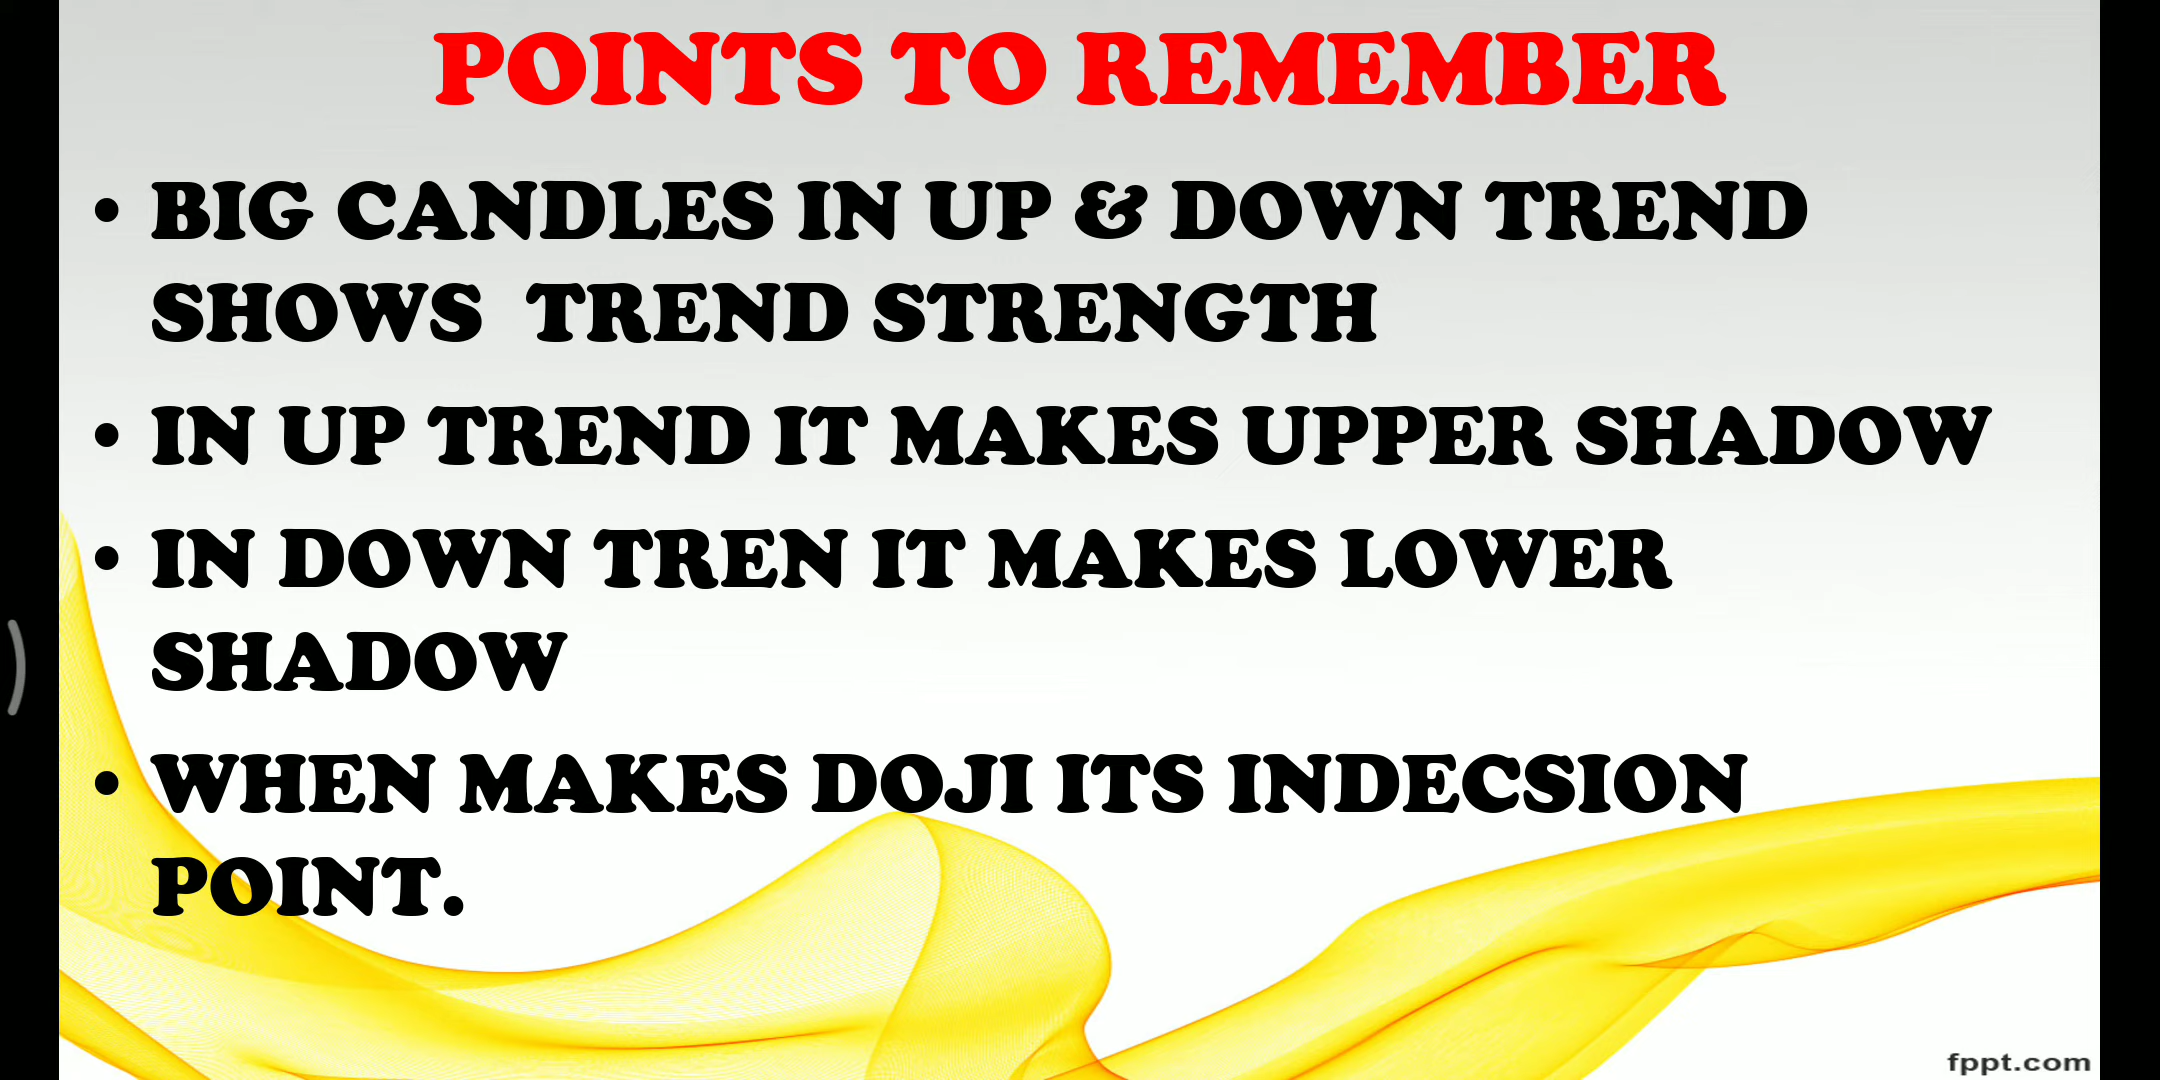 POINTS TO REMEMBER
• BIG CANDLES IN UP & DOWN TREND
SHOWS  TREND STRENGTH
• IN UP TREND IT MAKES UPPER SHADOW
• IN DOWN TREN IT MAKES LOWER
SHADOW
• WHEN MAKES DOJI ITS INDECSION
POINT.
fppt.com